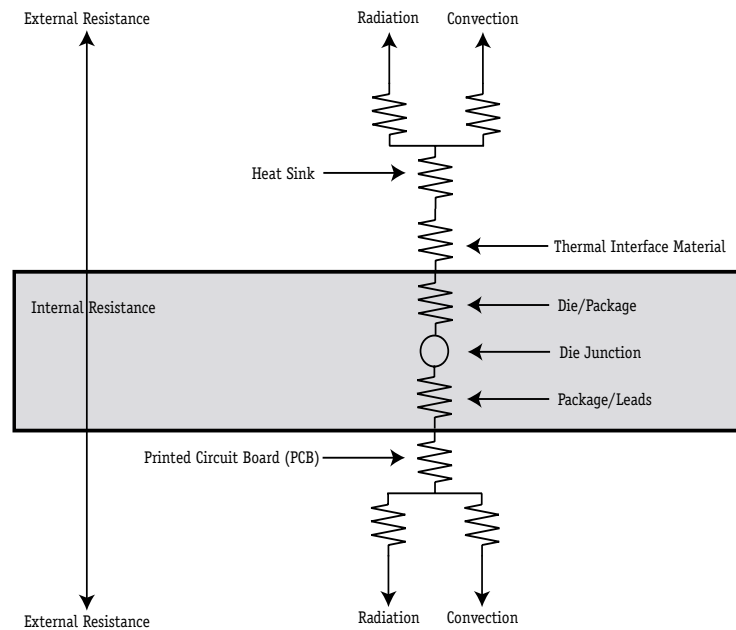 External Resistance
Radiation
Convection
Heat Sink
Thermal Interface Material
Internal Resistance
Die/Package
Die Junction
Package/Leads
Printed Circuit Board (PCB)
External Resistance
Radiation
Convection